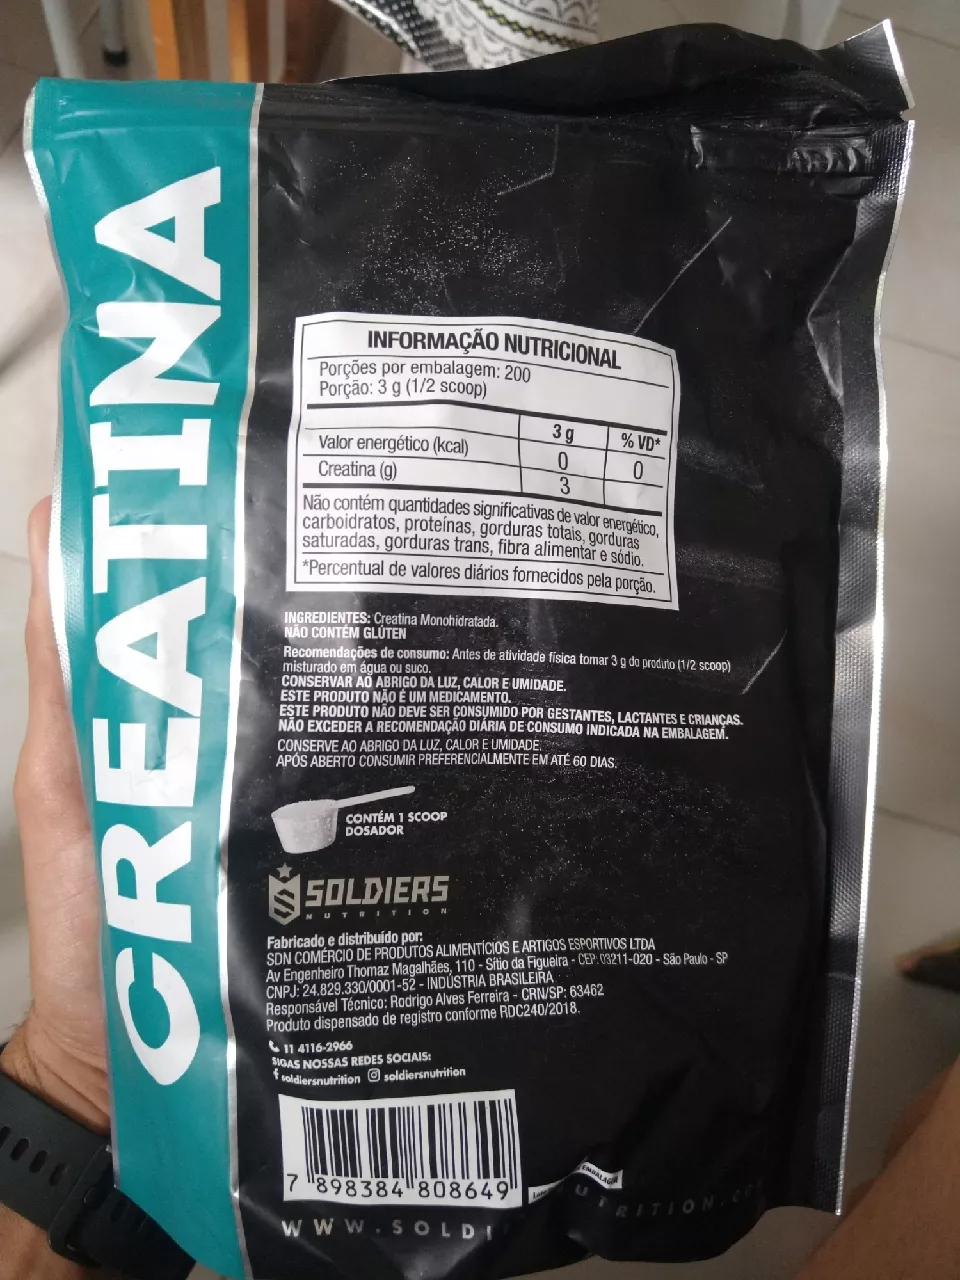 CREATINA
INFORMAÇÃO NUTRICIONAL
Porções por embalagem: 200
Porção: 3 g (1/2 scoop)
3 g % VD*
Valor energético (kcal) 0 0
Creatina (g) 3
Não contém quantidades significativas de valor energético,
carboidratos, proteínas, gorduras totais, gorduras
saturadas, gorduras trans, fibra alimentar e sódio.
*Percentual de valores diários fornecidos pela porção.
INGREDIENTES: Creatina Monohidratada.
NÃO CONTÉM GLÚTEN
Recomendações de consumo: Antes de atividade física tomar 3 g do produto (1/2 scoop)
misturado em água ou suco.
CONSERVAR AO ABRIGO DA LUZ, CALOR E UMIDADE.
ESTE PRODUTO NÃO É UM MEDICAMENTO.
ESTE PRODUTO NÃO DEVE SER CONSUMIDO POR GESTANTES, LACTANTES E CRIANÇAS.
NÃO EXCEDER A RECOMENDAÇÃO DIÁRIA DE CONSUMO INDICADA NA EMBALAGEM.
CONSERVE AO ABRIGO DA LUZ, CALOR E UMIDADE.
APÓS ABERTO CONSUMIR PREFERENCIALMENTE EM ATÉ 60 DIAS.
CONTÉM 1 SCOOP
DOSADOR
SOLDIERS
NUTRITION
Fabricado e distribuído por:
SDN COMÉRCIO DE PRODUTOS ALIMENTÍCIOS E ARTIGOS ESPORTIVOS LTDA
Av Engenheiro Thomaz Magalhães, 110 - Sítio da Figueira - CEP: 03211-020 - São Paulo - SP
CNPJ: 24.829.330/0001-52 - INDÚSTRIA BRASILEIRA
Responsável Técnico: Rodrigo Alves Ferreira - CRN/SP: 63462
Produto dispensado de registro conforme RDC240/2018.
11 4116-2966
SIGAS NOSSAS REDES SOCIAIS:
soldiersnutrition soldiersnutrition
7 898384 808649
EMBALAGEM
WWW.SOLDI UTRITION.CO